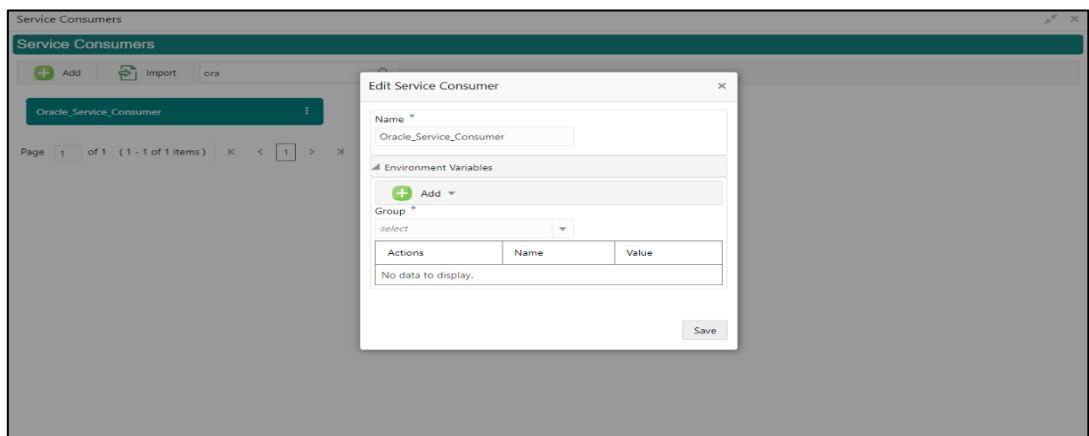 Service Consumers
Service Consumers
Add Import ora
Oracle_Service_Consumer
Page 1 of 1 (1 - 1 of 1 items) K < 1 > >|
Edit Service Consumer
Name *
Oracle_Service_Consumer
Environment Variables
Add
Group *
select
Actions Name Value
No data to display.
Save